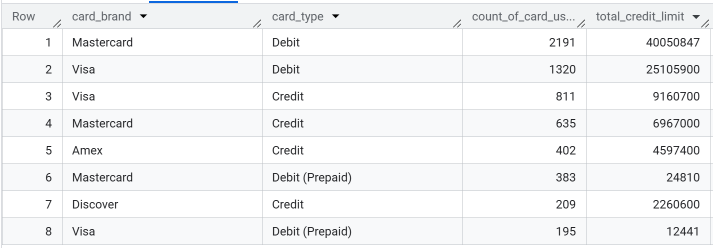 Row card_brand card_type count_of_card_us... total_credit_limit
1 Mastercard Debit 2191 40050847
2 Visa Debit 1320 25105900
3 Visa Credit 811 9160700
4 Mastercard Credit 635 6967000
5 Amex Credit 402 4597400
6 Mastercard Debit (Prepaid) 383 24810
7 Discover Credit 209 2260600
8 Visa Debit (Prepaid) 195 12441